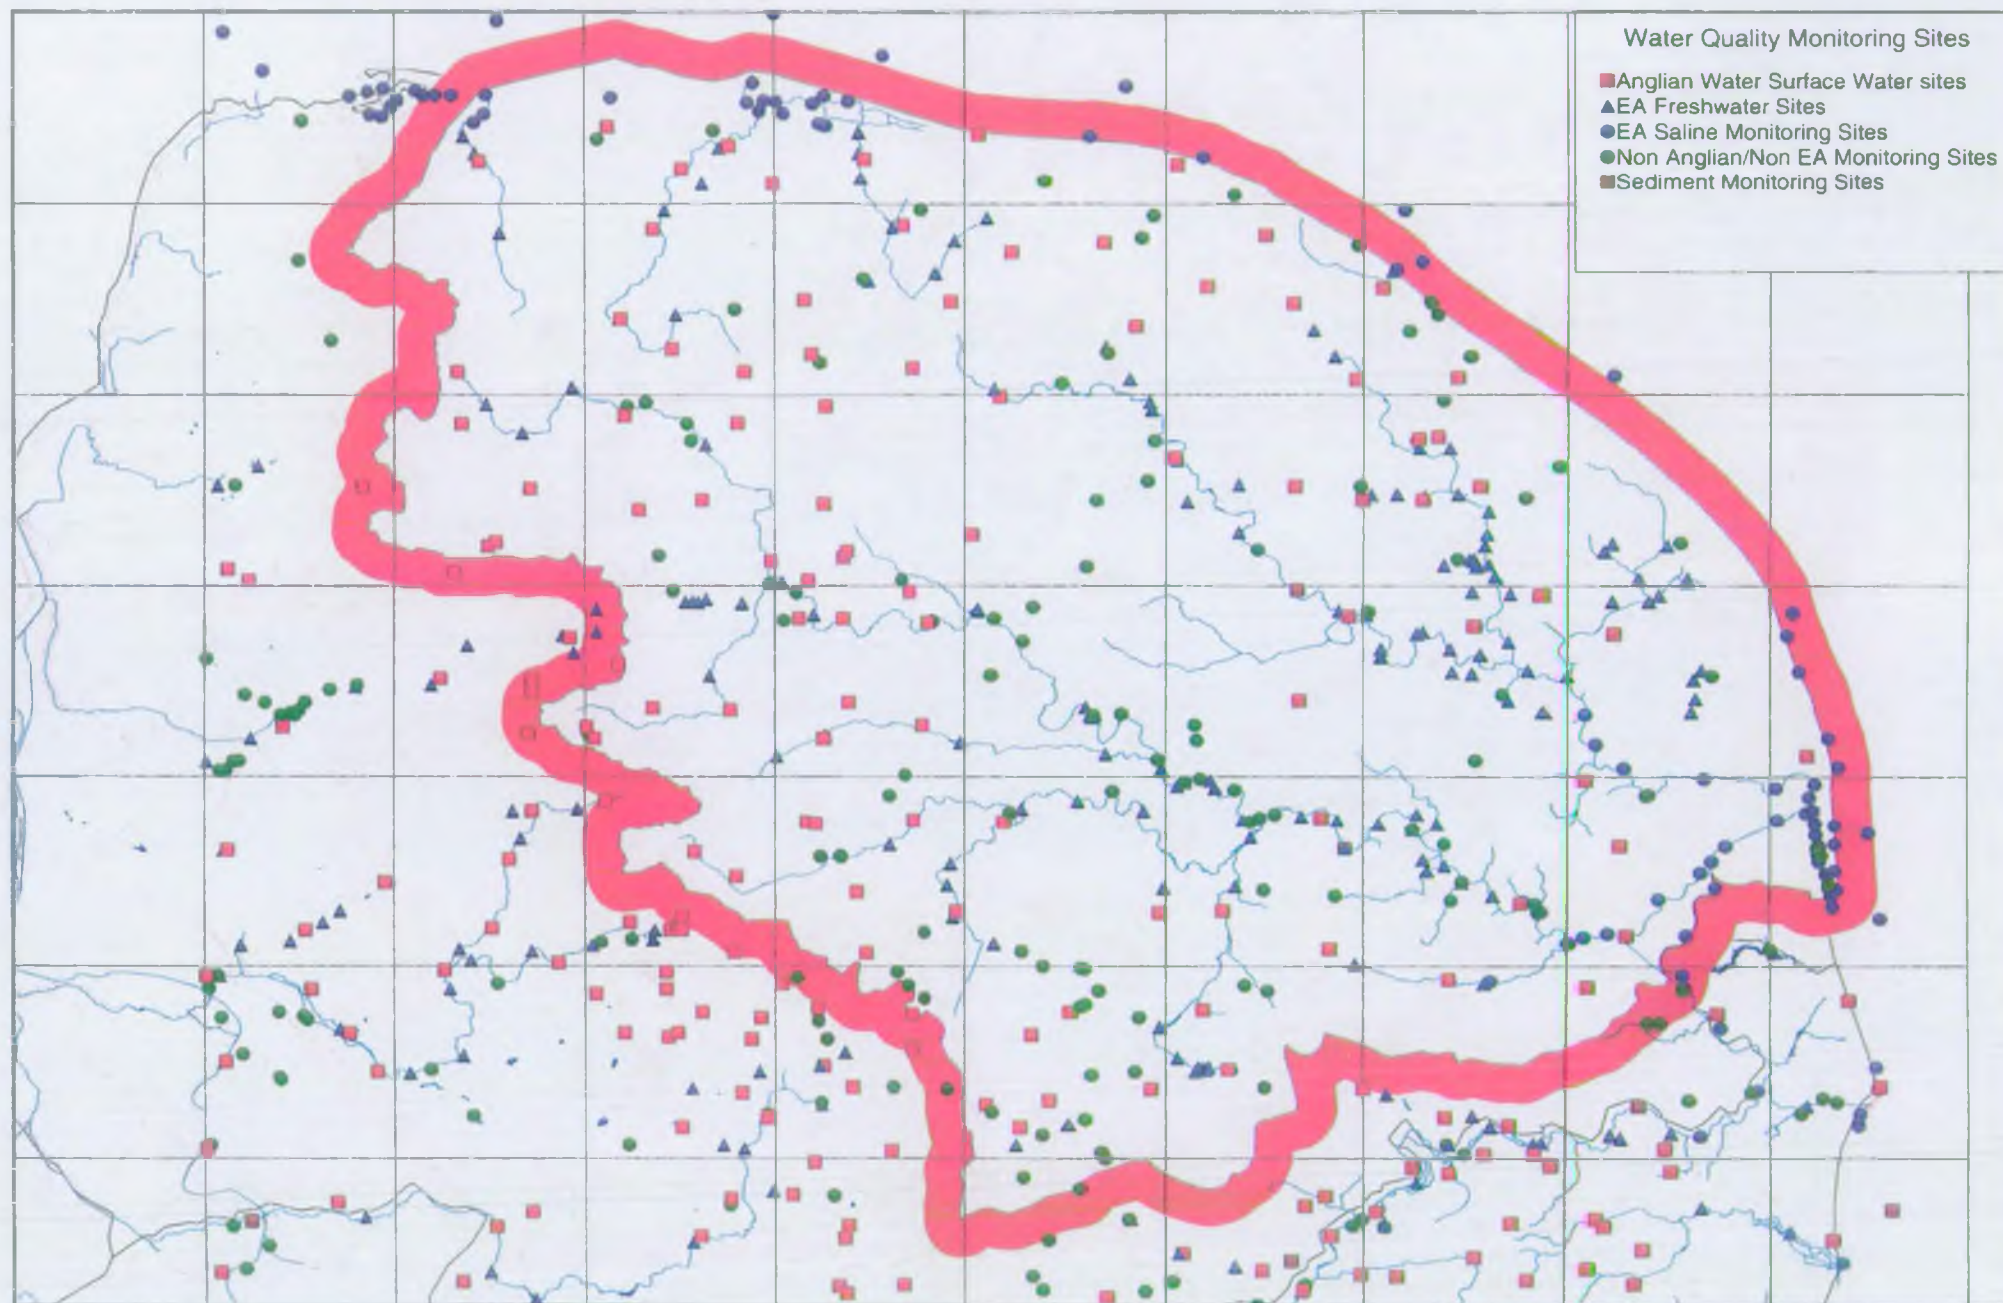 Water Quality Monitoring Sites
Anglian Water Surface Water sites
EA Freshwater Sites
EA Saline Monitoring Sites
Non Anglian/Non EA Monitoring Sites
Sediment Monitoring Sites